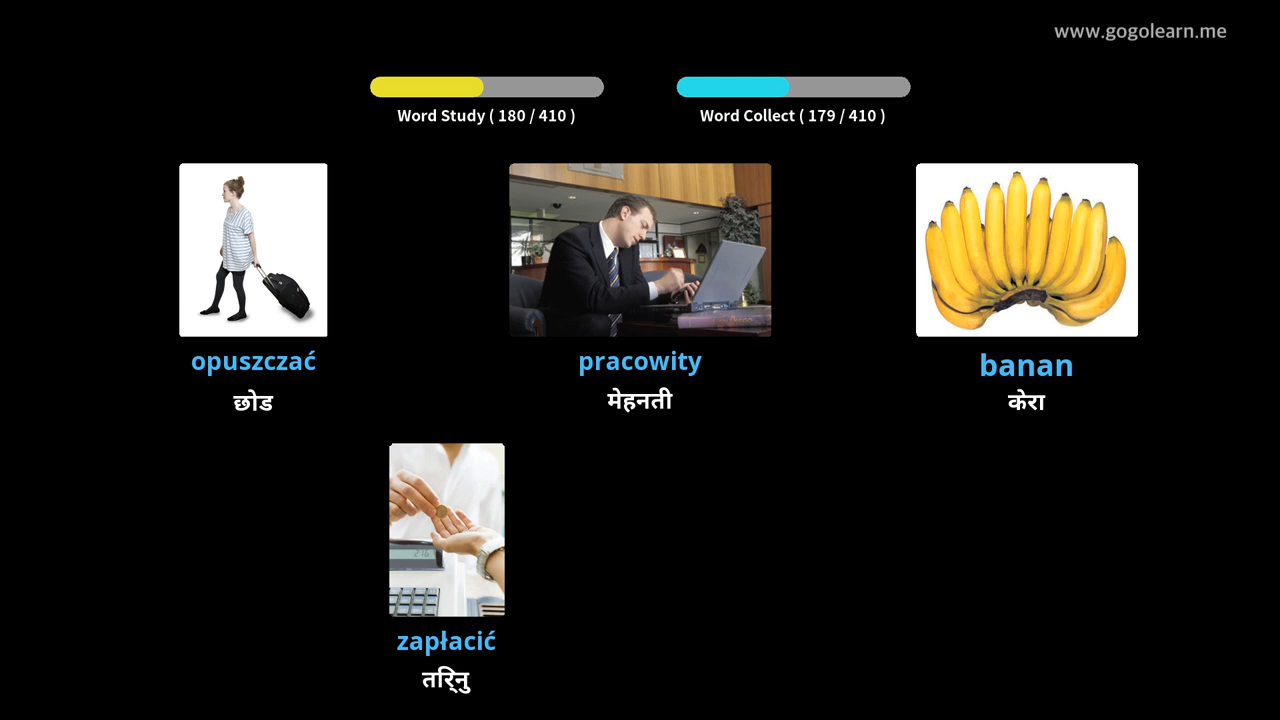 www.gogolearn.me
Word Study ( 180 / 410 )
Word Collect ( 179 / 410 )
opuszczać
pracowity
banan
छोड
मेहनती
केरा
zapłacić
तिर्नु